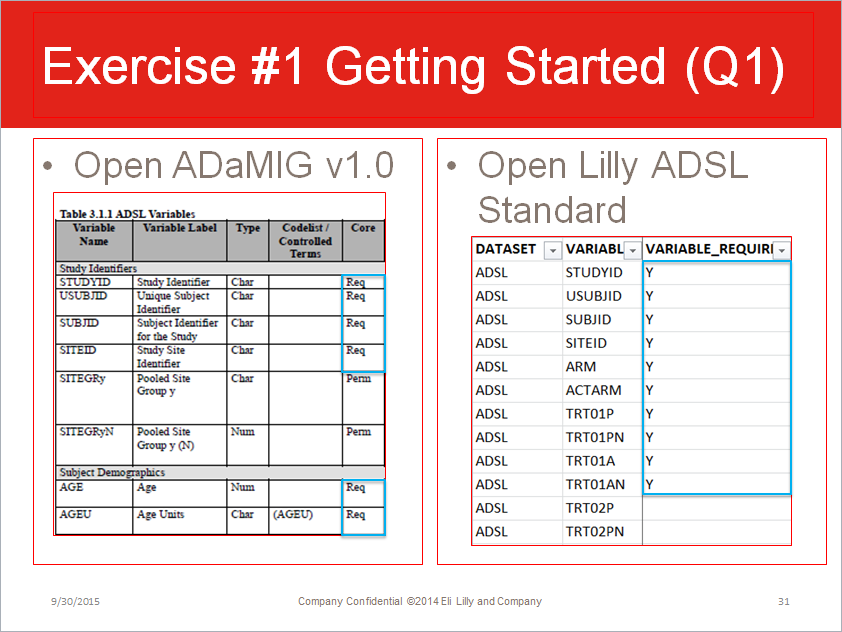 Exercise #1 Getting Started (Q1)
• Open ADaMIG v1.0
Table 3.1.1 ADSL Variables
Variable Name | Variable Label | Type | Codelist / Controlled Terms | Core
Study Identifiers
STUDYID | Study Identifier | Char | | Req
USUBJID | Unique Subject Identifier | Char | | Req
SUBJID | Subject Identifier for the Study | Char | | Req
SITEID | Study Site Identifier | Char | | Req
SITEGRy | Pooled Site Group y | Char | | Perm
SITEGRyN | Pooled Site Group y (N) | Num | | Perm
Subject Demographics
AGE | Age | Num | | Req
AGEU | Age Units | Char | (AGEU) | Req
• Open Lilly ADSL
Standard
DATASET | VARIABL | VARIABLE_REQUIRI
ADSL | STUDYID | Y
ADSL | USUBJID | Y
ADSL | SUBJID | Y
ADSL | SITEID | Y
ADSL | ARM | Y
ADSL | ACTARM | Y
ADSL | TRT01P | Y
ADSL | TRT01PN | Y
ADSL | TRT01A | Y
ADSL | TRT01AN | Y
ADSL | TRT02P
ADSL | TRT02PN
9/30/2015
Company Confidential ©2014 Eli Lilly and Company
31